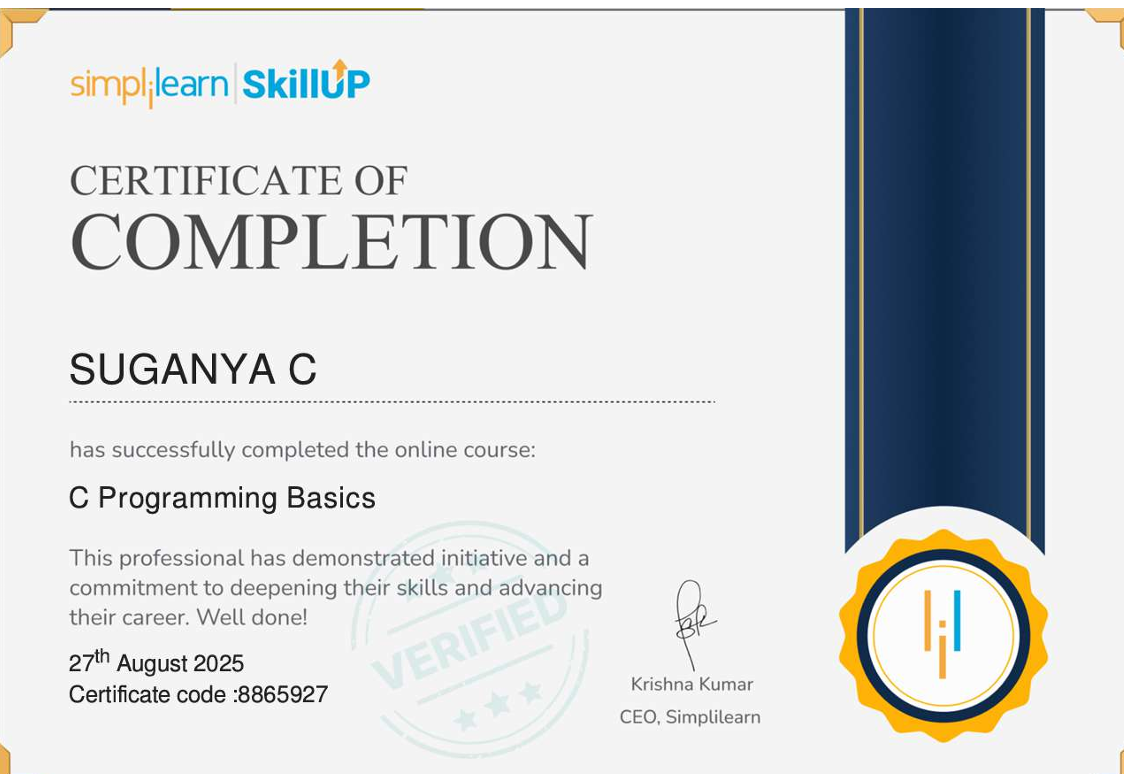 simplilearn | SkillUP
CERTIFICATE OF
COMPLETION
SUGANYA C
has successfully completed the online course:
C Programming Basics
This professional has demonstrated initiative and a
commitment to deepening their skills and advancing
their career. Well done!
VERIFIED
27th August 2025
Certificate code :8865927
Krishna Kumar
CEO, Simplilearn